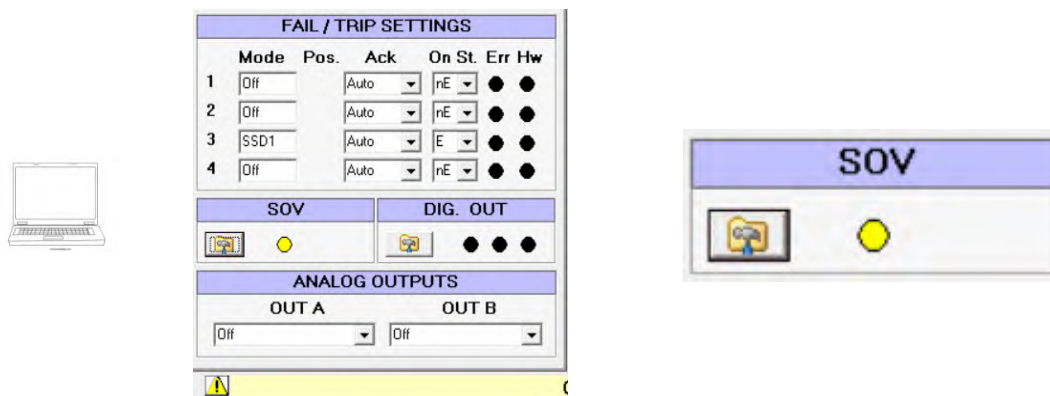 FAIL / TRIP SETTINGS
Mode Pos. Ack On St. Err Hw
1 Off Auto nE
2 Off Auto nE
3 SSD1 Auto E
4 Off Auto nE
SOV DIG. OUT
ANALOG OUTPUTS
OUT A OUT B
Off Off
SOV